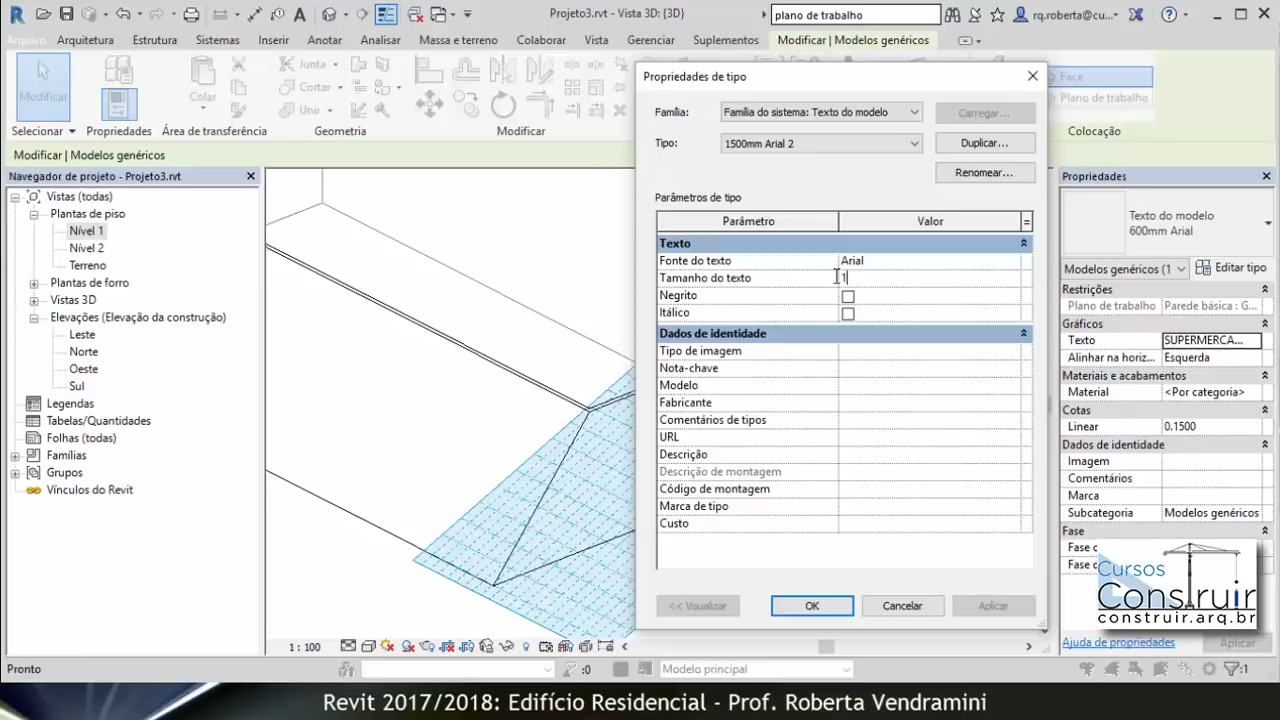 Projeto3.rvt - Vista 3D: {3D}
plano de trabalho
rq.roberta@cu...
Arquivo Arquitetura Estrutura Sistemas Inserir Anotar Analisar Massa e terreno Colaborar Vista Gerenciar Suplementos Modificar | Modelos genéricos
Modificar
Colar
Junta
Cortar
Unir
Face
Plano de trabalho
Selecionar Propriedades Área de transferência Geometria Modificar Colocação
Modificar | Modelos genéricos
Navegador de projeto - Projeto3.rvt
Vistas (todas)
Plantas de piso
Nível 1
Nível 2
Terreno
Plantas de forro
Vistas 3D
Elevações (Elevação da construção)
Leste
Norte
Oeste
Sul
Legendas
Tabelas/Quantidades
Folhas (todas)
Famílias
Grupos
Vínculos do Revit
Propriedades de tipo
Família: Família do sistema: Texto do modelo Carregar...
Tipo: 1500mm Arial 2 Duplicar...
Renomear...
Parâmetros de tipo
Parâmetro Valor =
Texto
Fonte do texto Arial
Tamanho do texto 1
Negrito
Itálico
Dados de identidade
Tipo de imagem
Nota-chave
Modelo
Fabricante
Comentários de tipos
URL
Descrição
Descrição de montagem
Código de montagem
Marca de tipo
Custo
<< Visualizar OK Cancelar Aplicar
Propriedades
Texto do modelo
600mm Arial
Modelos genéricos (1 Editar tipo
Restrições
Plano de trabalho Parede básica : G...
Gráficos
Texto SUPERMERCA...
Alinhar na horiz... Esquerda
Materiais e acabamentos
Material <Por categoria>
Cotas
Linear 0.1500
Dados de identidade
Imagem
Comentários
Marca
Subcategoria Modelos genéricos
Fase
Fase c
Fase c
Cursos
Construir
construir.arq.br
Ajuda de propriedades Aplicar
1 : 100
Pronto :0 Modelo principal :1
Revit 2017/2018: Edifício Residencial - Prof. Roberta Vendramini